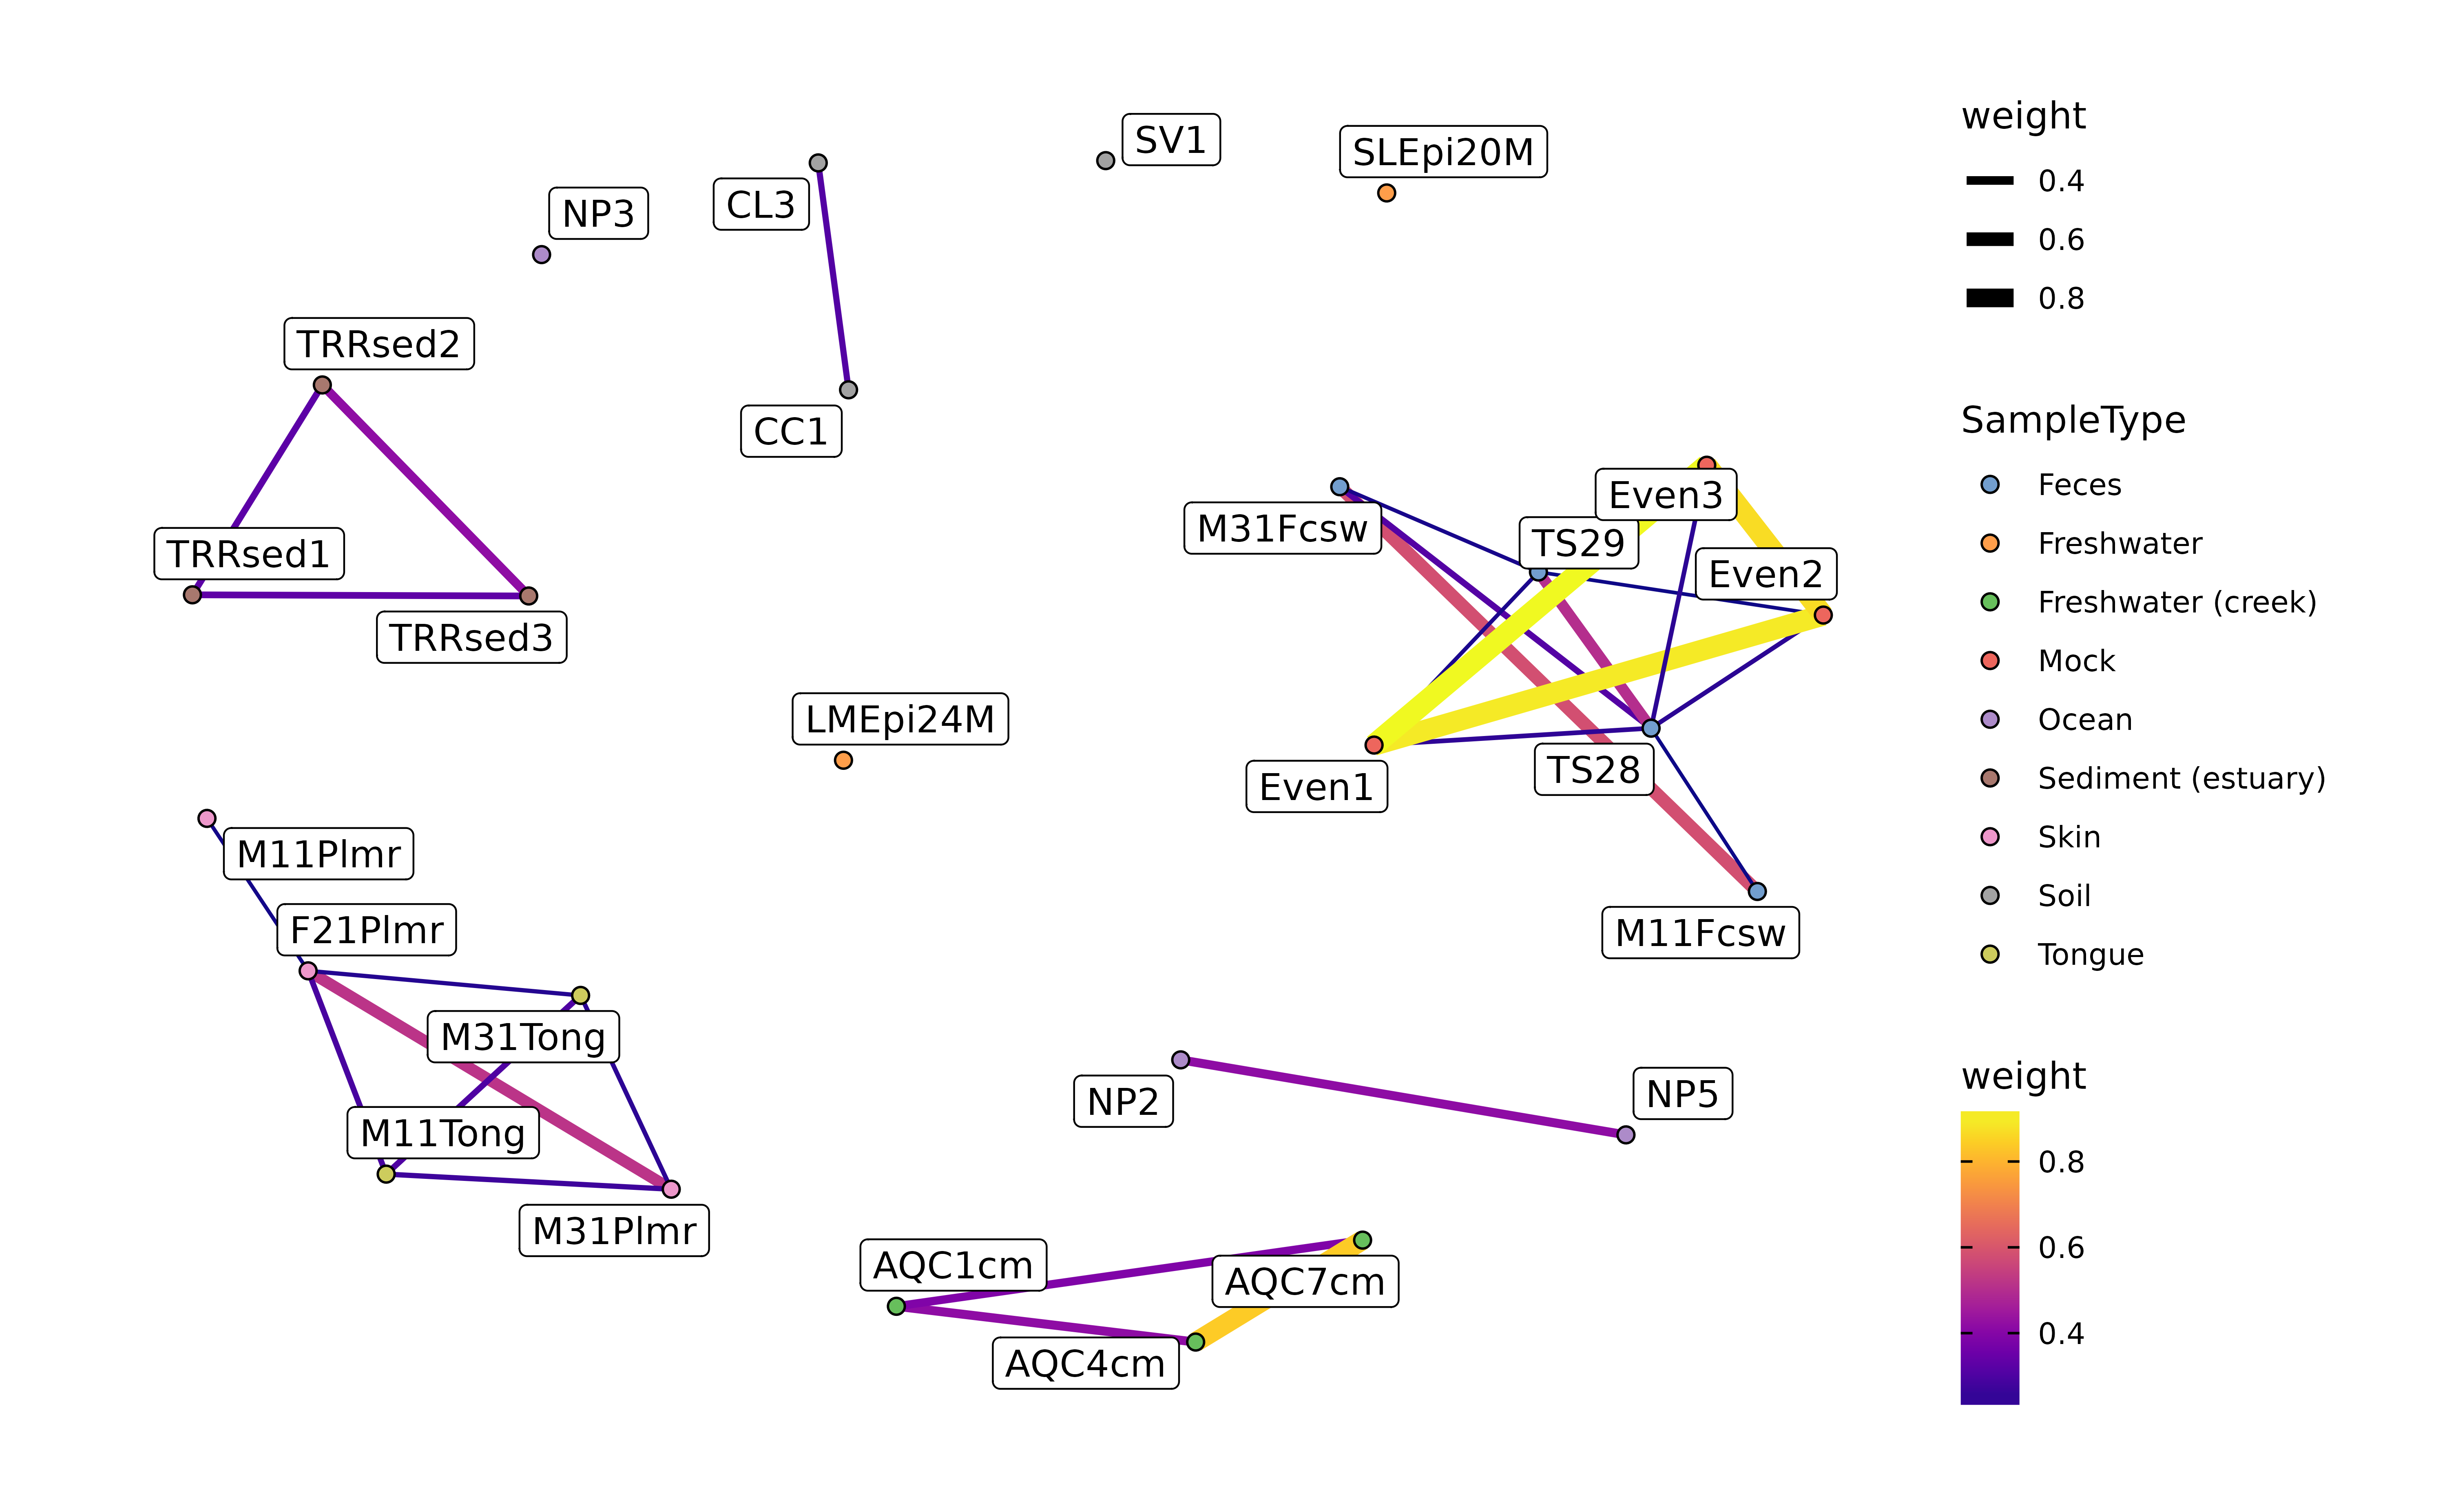 SV1
SLEpi20M
NP3
CL3
TRRsed2
CC1
M31Fcsw
Even3
TS29
Even2
TRRsed1
TRRsed3
LMEpi24M
TS28
Even1
M11Plmr
F21Plmr
M11Fcsw
M31Tong
NP2
NP5
M11Tong
M31Plmr
AQC1cm
AQC7cm
AQC4cm
weight
0.4
0.6
0.8
SampleType
Feces
Freshwater
Freshwater (creek)
Mock
Ocean
Sediment (estuary)
Skin
Soil
Tongue
weight
0.8
0.6
0.4